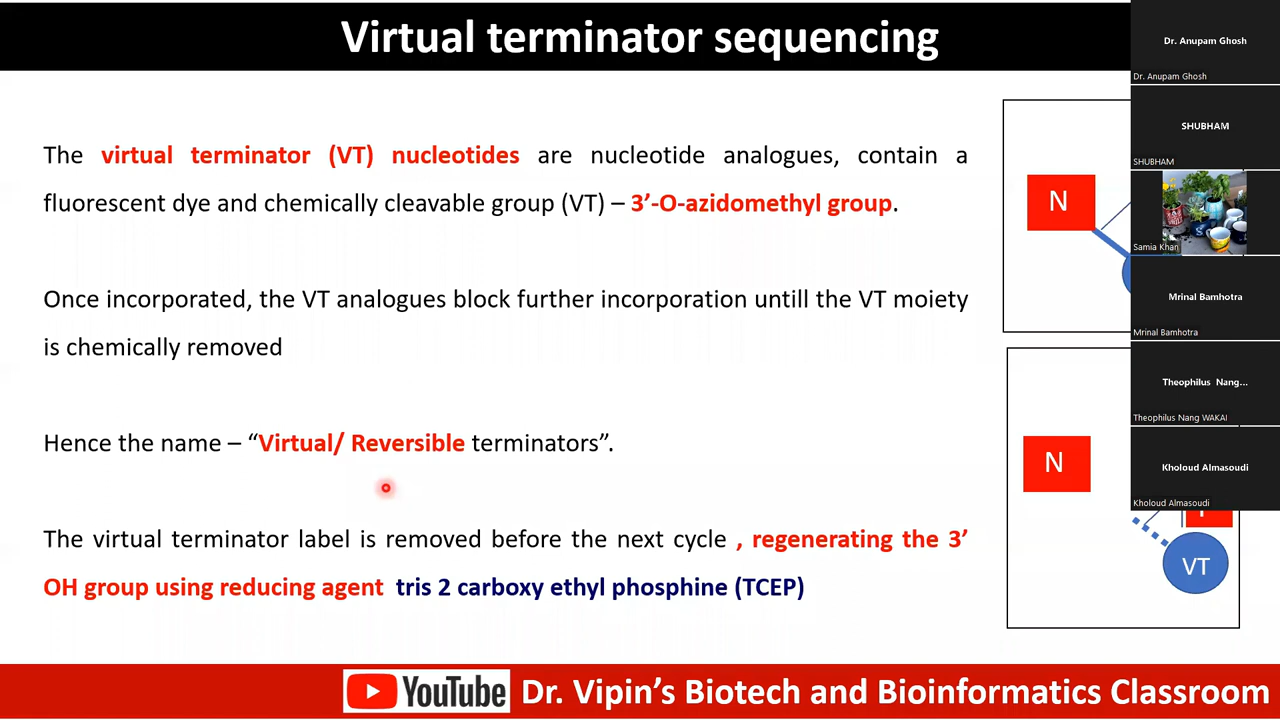 Virtual terminator sequencing
The virtual terminator (VT) nucleotides are nucleotide analogues, contain a
fluorescent dye and chemically cleavable group (VT) – 3’-O-azidomethyl group.
Once incorporated, the VT analogues block further incorporation untill the VT moiety
is chemically removed
Hence the name – “Virtual/ Reversible terminators”.
The virtual terminator label is removed before the next cycle , regenerating the 3’
OH group using reducing agent tris 2 carboxy ethyl phosphine (TCEP)
N
N
VT
Dr. Anupam Ghosh
Dr. Anupam Ghosh
SHUBHAM
SHUBHAM
Samia Khan
Mrinal Bamhotra
Mrinal Bamhotra
Theophilus Nang...
Theophilus Nang WAKAI
Kholoud Almasoudi
Kholoud Almasoudi
YouTube Dr. Vipin’s Biotech and Bioinformatics Classroom